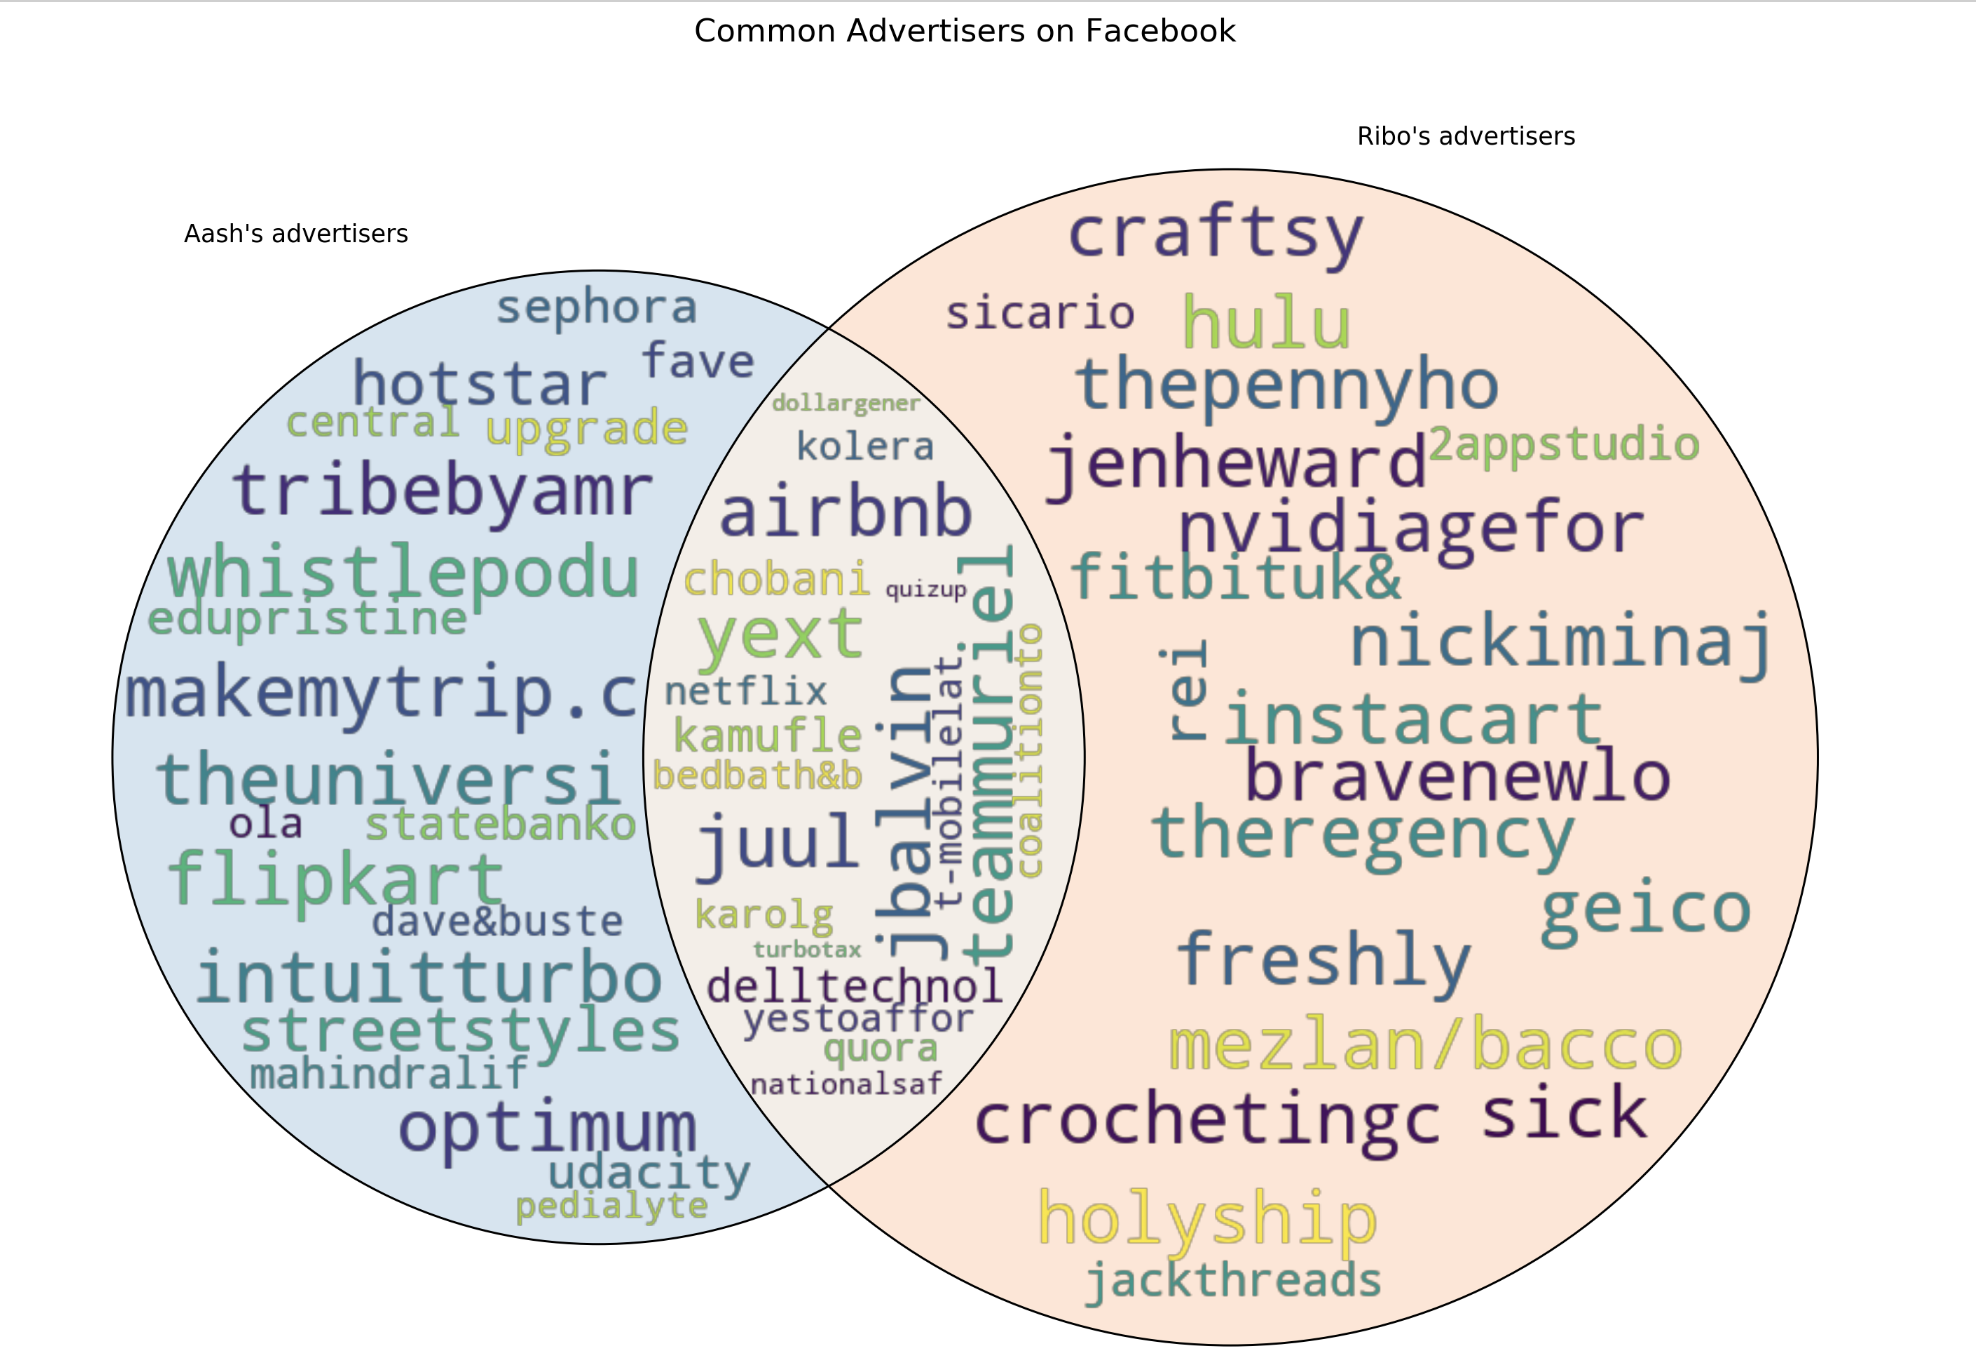 Common Advertisers on Facebook
Ribo's advertisers
Aash's advertisers
sephora
fave
hotstar
central
upgrade
tribebyamr
whistlepodu
edupristine
makemytrip.c
theuniversi
ola
statebanko
flipkart
dave&buste
intuitturbo
streetstyles
mahindralif
optimum
udacity
pedialyte
dollargener
kolera
airbnb
chobani
quizup
yext
netflix
kamufle
bedbath&b
juul
jbalvin
t-mobilelat
teammuriel
coalitionto
karolg
turbotax
delltechnol
yestoaffor
quora
nationalsaf
craftsy
sicario
hulu
thepennyho
jenheward
2appstudio
nvidiagefor
fitbituk&
nickiminaj
rei
instacart
bravenewlo
theregency
geico
freshly
mezlan/bacco
crochetingc
sick
holyship
jackthreads